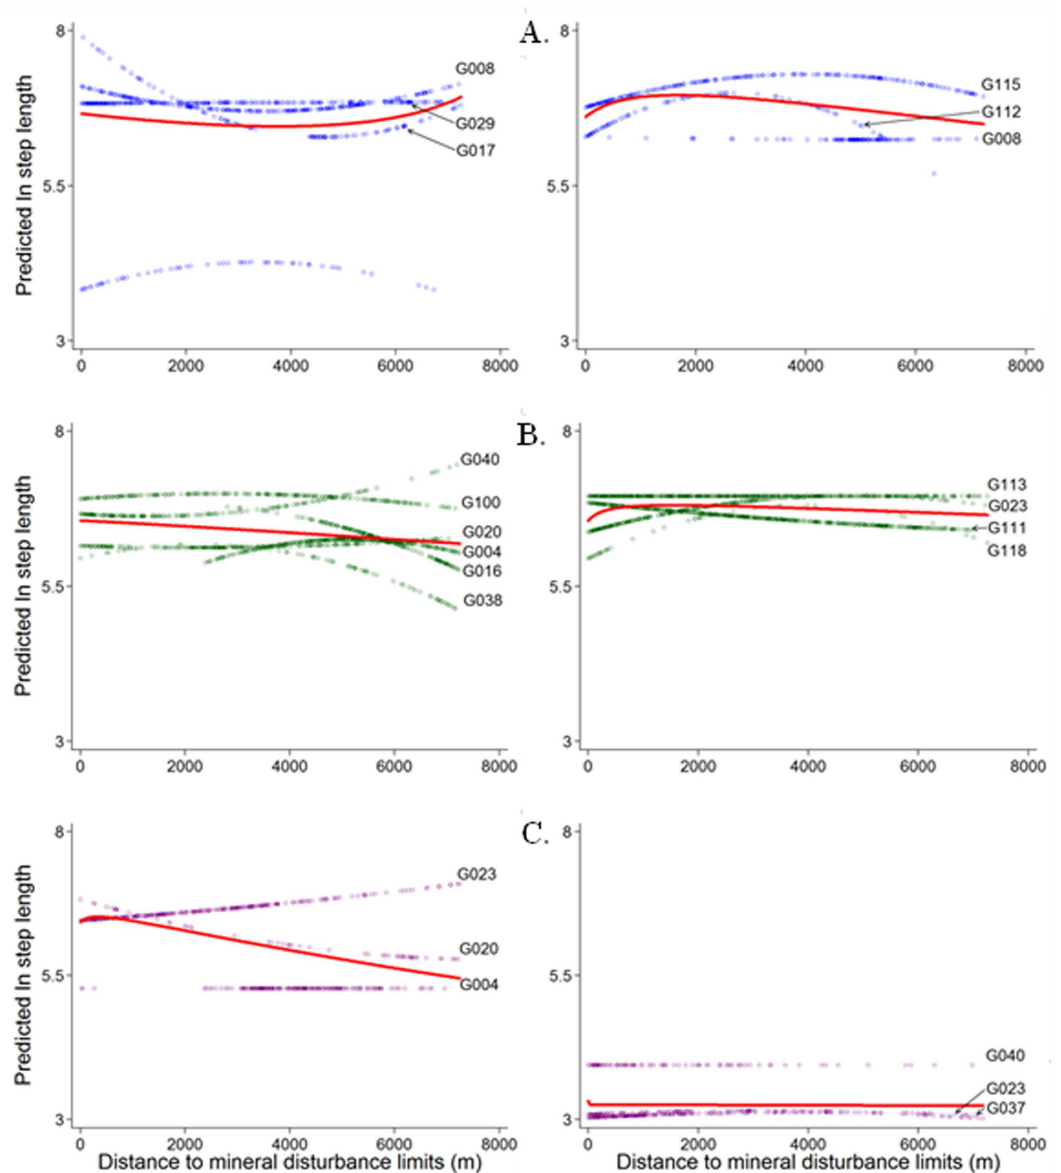 A.
8
5.5
3
Predicted ln step length
G008
G029
G017
0 2000 4000 6000 8000
8
5.5
3
G115
G112
G008
0 2000 4000 6000 8000
B.
8
5.5
3
Predicted ln step length
G040
G100
G020
G004
G016
G038
0 2000 4000 6000 8000
8
5.5
3
G113
G023
G111
G118
0 2000 4000 6000 8000
C.
8
5.5
3
Predicted ln step length
G023
G020
G004
0 2000 4000 6000 8000
Distance to mineral disturbance limits (m)
8
5.5
3
G040
G023
G037
0 2000 4000 6000 8000
Distance to mineral disturbance limits (m)